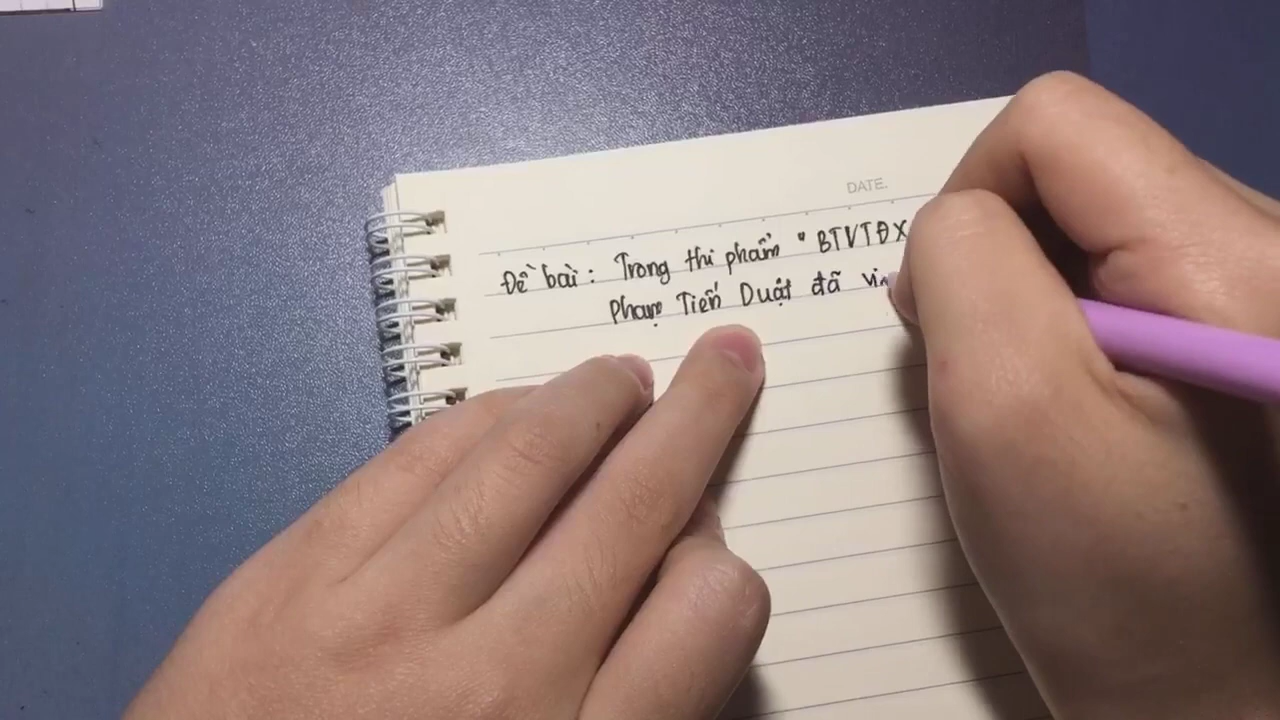 DATE.
Đề bài : Trong thi phẩm " BTVTĐX
Phạm Tiến Duật đã